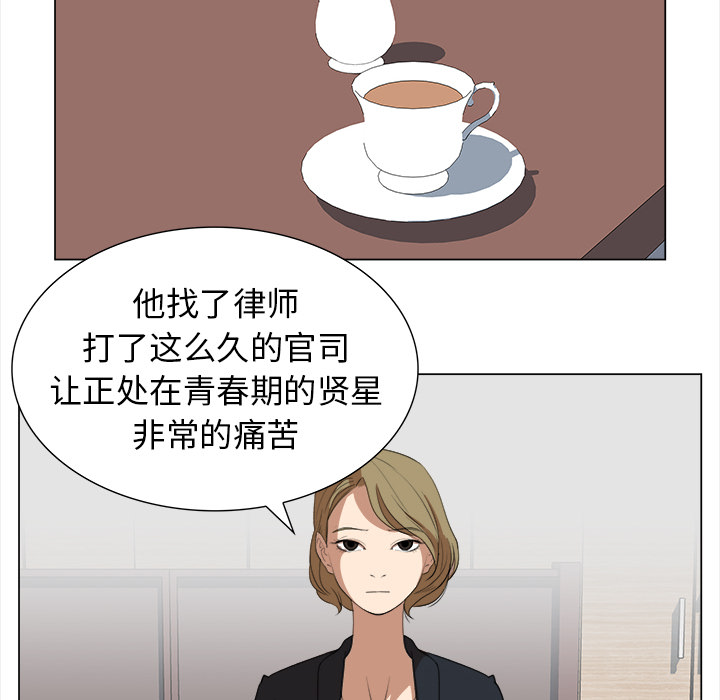 他找了律师
打了这么久的官司
让正处在青春期的贤星
非常的痛苦